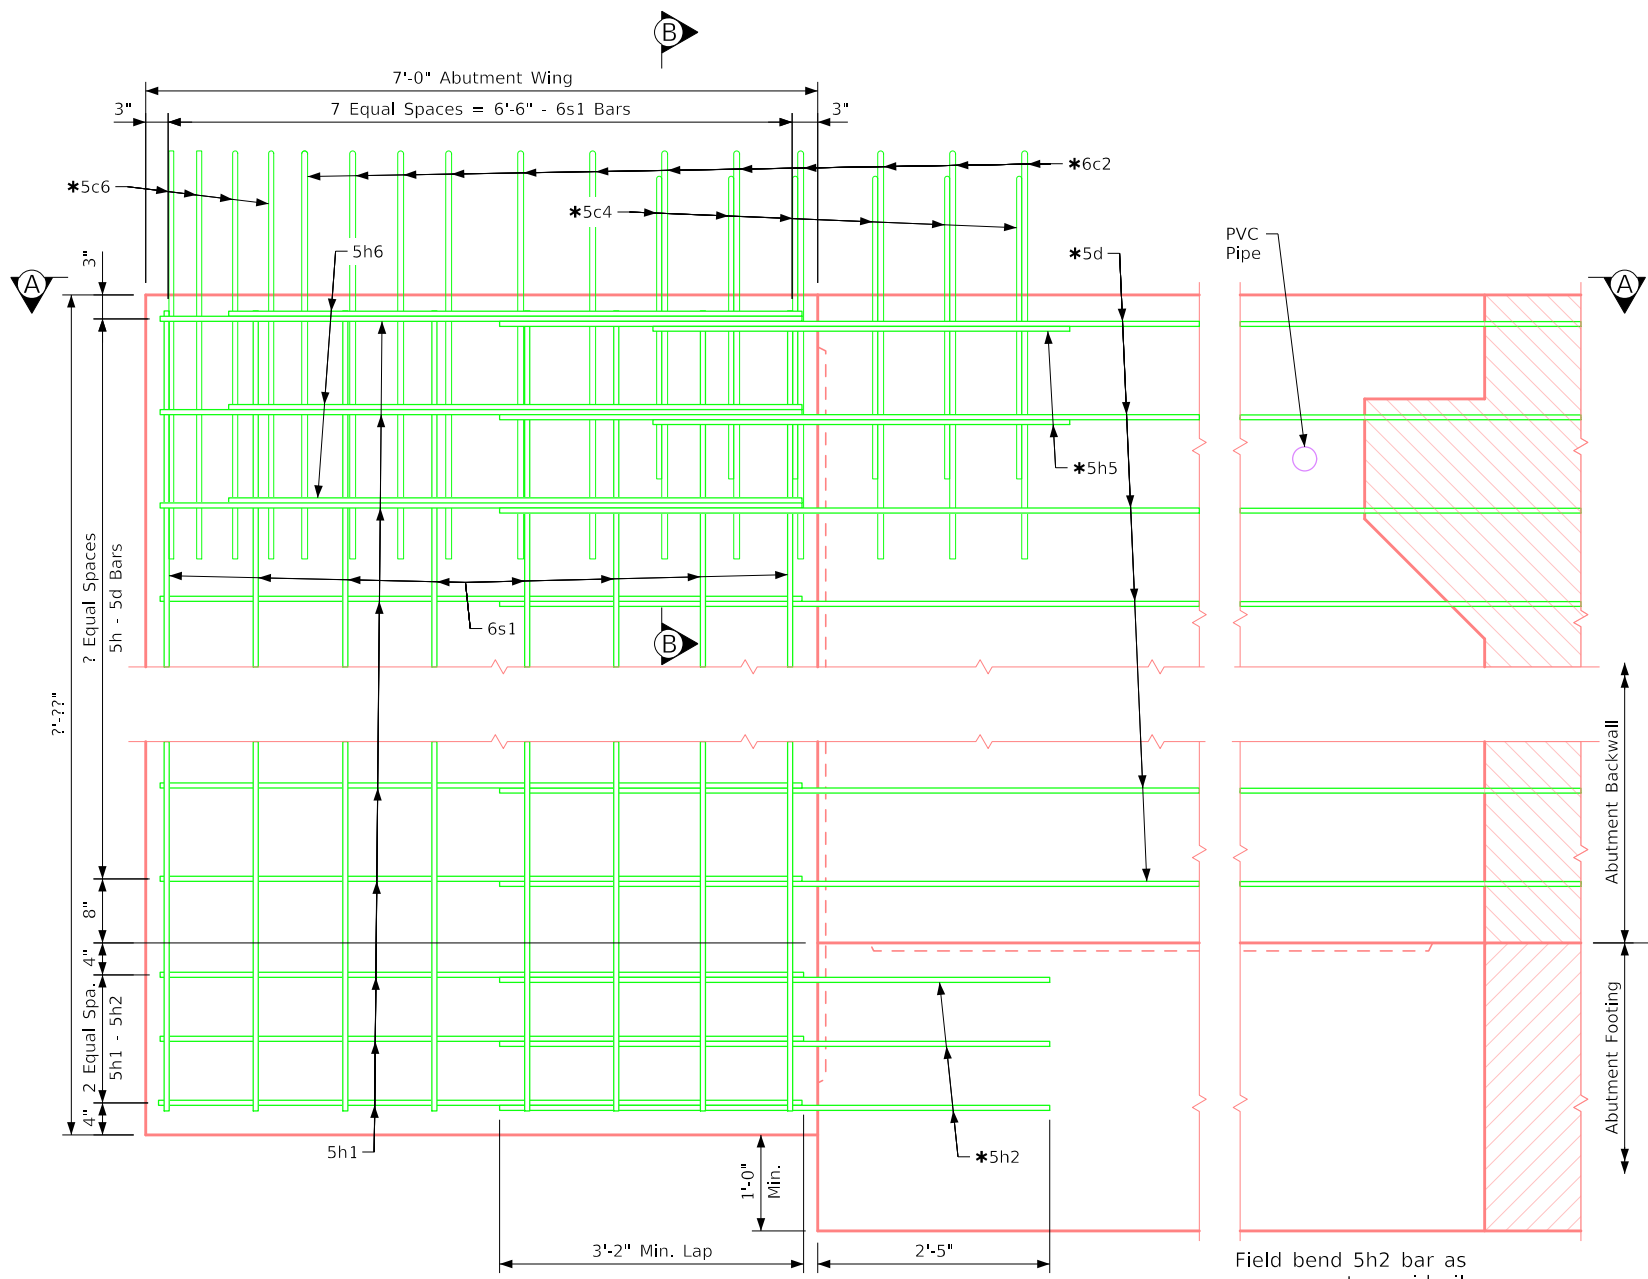 B
7'-0" Abutment Wing
3"
7 Equal Spaces = 6'-6" - 6s1 Bars
3"
✱6c2
✱5c6
✱5c4
5h6
✱5d
PVC
Pipe
3"
A
A
✱5h5
? Equal Spaces
5h - 5d Bars
6s1
B
?'-??"
Abutment Backwall
8"
4"
2 Equal Spa.
5h1 - 5h2
4"
Abutment Footing
5h1
✱5h2
1'-0"
Min.
3'-2" Min. Lap
2'-5"
Field bend 5h2 bar as